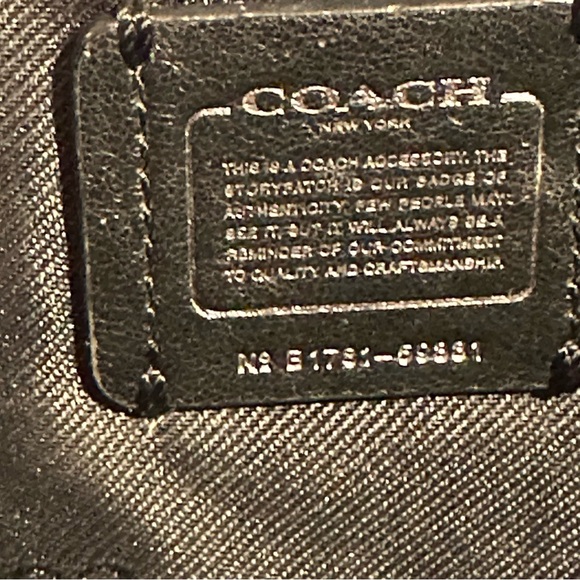 COACH
NEW YORK
THIS IS A COACH ACCESSORY. THE
STORYPATCH IS OUR BADGE OF
AUTHENTICITY. FEW PEOPLE MAY
SEE IT, BUT IT WILL ALWAYS BE A
REMINDER OF OUR COMMITMENT
TO QUALITY AND CRAFTSMANSHIP.
Nº